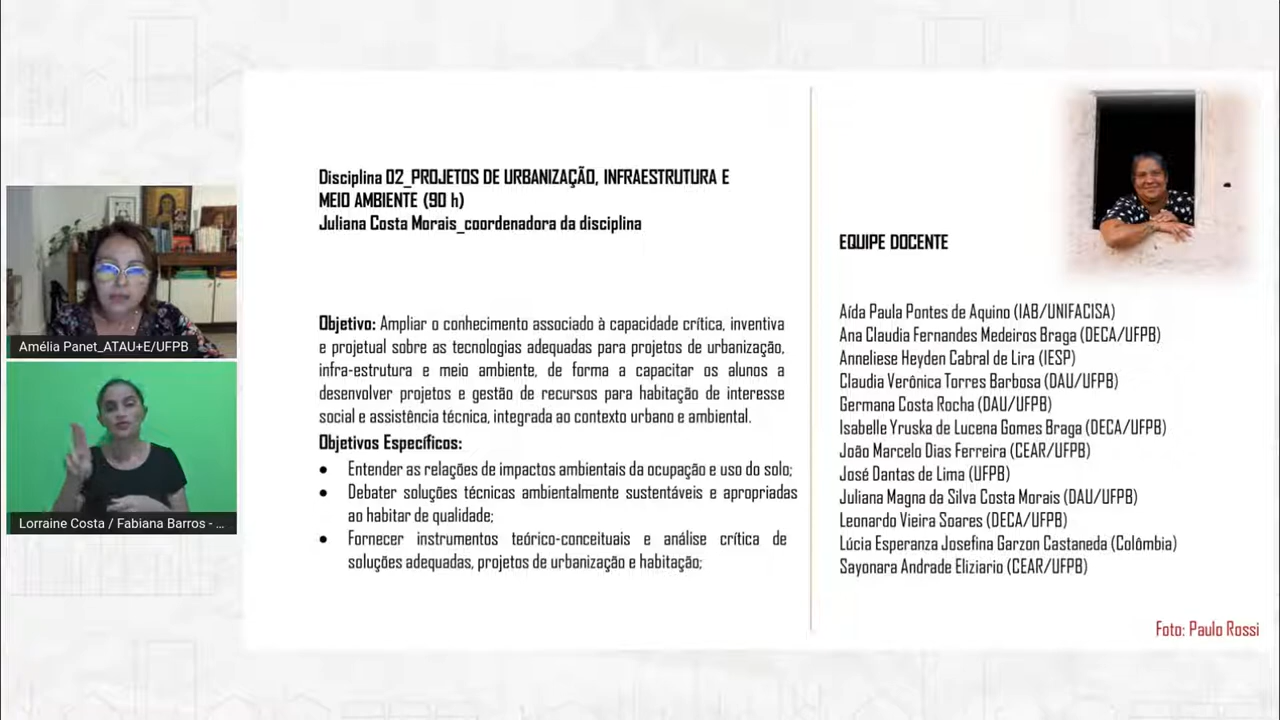 Disciplina 02_PROJETOS DE URBANIZAÇÃO, INFRAESTRUTURA E
MEIO AMBIENTE (90 h)
Juliana Costa Morais_coordenadora da disciplina
Objetivo: Ampliar o conhecimento associado à capacidade crítica, inventiva
e projetual sobre as tecnologias adequadas para projetos de urbanização,
infra-estrutura e meio ambiente, de forma a capacitar os alunos a
desenvolver projetos e gestão de recursos para habitação de interesse
social e assistência técnica, integrada ao contexto urbano e ambiental.
Objetivos Específicos:
● Entender as relações de impactos ambientais da ocupação e uso do solo;
● Debater soluções técnicas ambientalmente sustentáveis e apropriadas
ao habitar de qualidade;
● Fornecer instrumentos teórico-conceituais e análise crítica de
soluções adequadas, projetos de urbanização e habitação;
EQUIPE DOCENTE
Aída Paula Pontes de Aquino (IAB/UNIFACISA)
Ana Claudia Fernandes Medeiros Braga (DECA/UFPB)
Anneliese Heyden Cabral de Lira (IESP)
Claudia Verônica Torres Barbosa (DAU/UFPB)
Germana Costa Rocha (DAU/UFPB)
Isabelle Yruska de Lucena Gomes Braga (DECA/UFPB)
João Marcelo Dias Ferreira (CEAR/UFPB)
José Dantas de Lima (UFPB)
Juliana Magna da Silva Costa Morais (DAU/UFPB)
Leonardo Vieira Soares (DECA/UFPB)
Lúcia Esperanza Josefina Garzon Castaneda (Colômbia)
Sayonara Andrade Eliziario (CEAR/UFPB)
Foto: Paulo Rossi
Amélia Panet_ATAU+E/UFPB
Lorraine Costa / Fabiana Barros - ...